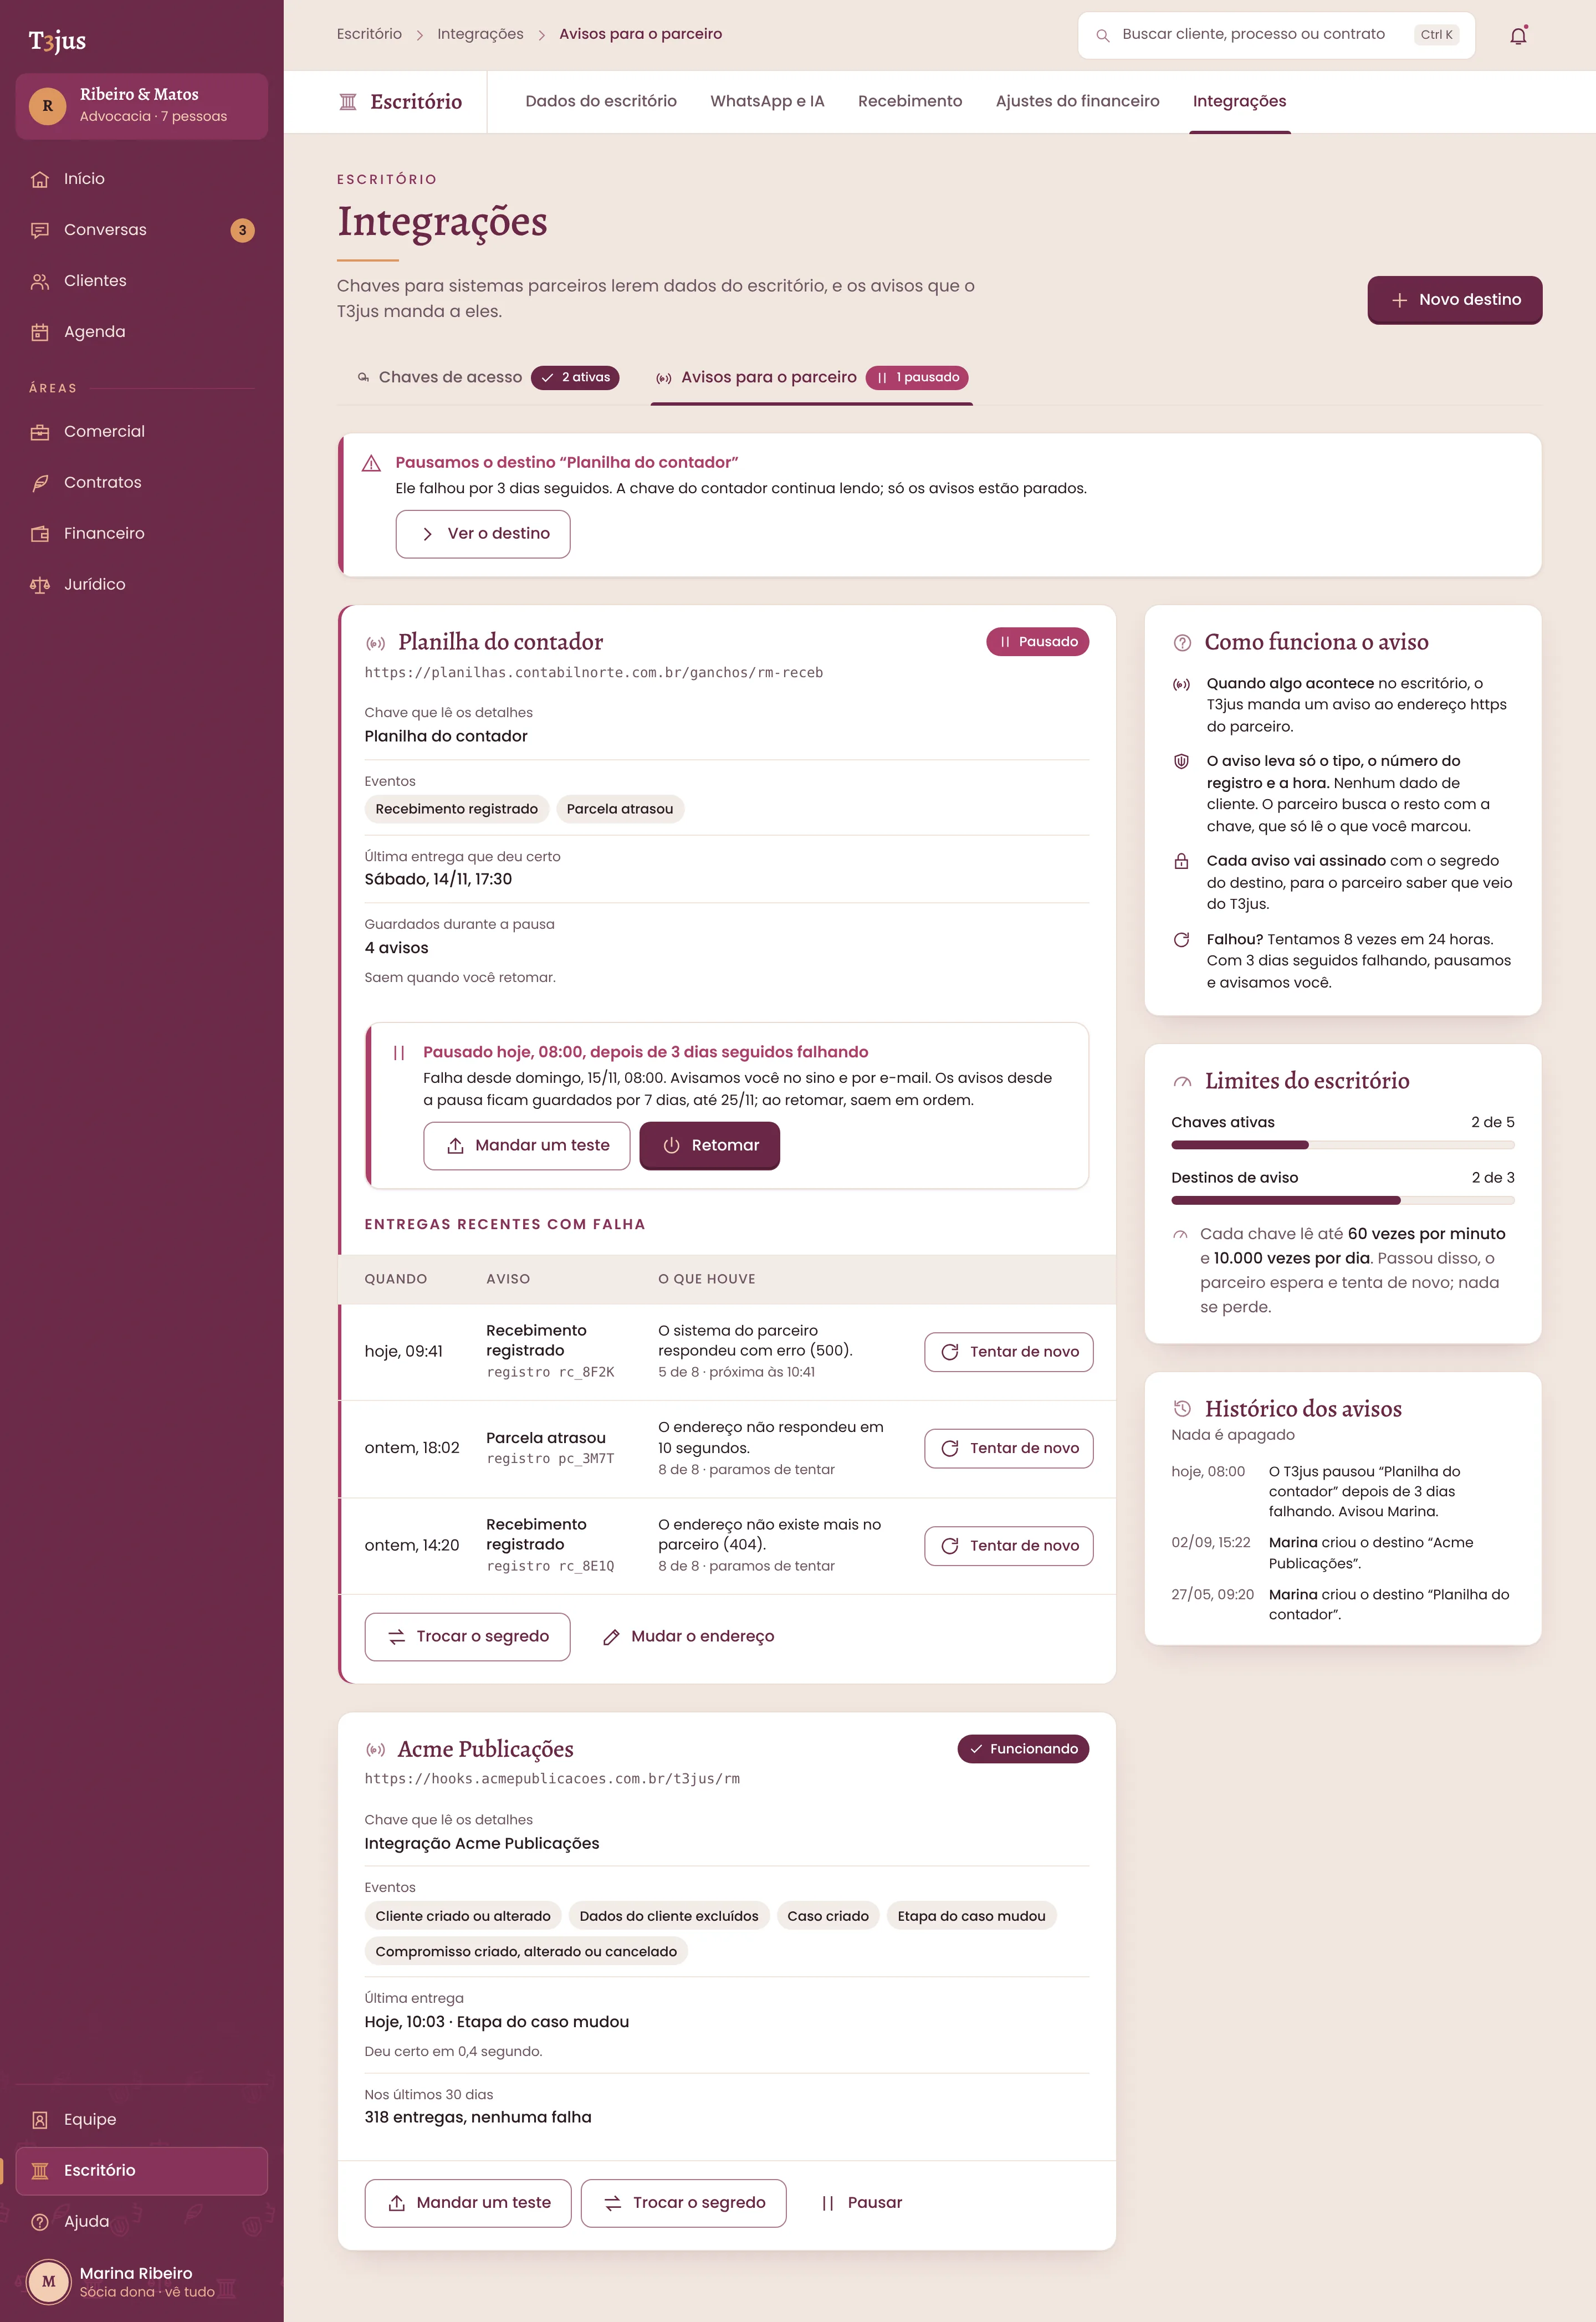 T3jus
R
Ribeiro & Matos
Advocacia · 7 pessoas
Início
Conversas
3
Clientes
Agenda
ÁREAS
Comercial
Contratos
Financeiro
Jurídico
Equipe
Escritório
Ajuda
M
Marina Ribeiro
Sócia dona · vê tudo
Escritório
Integrações
Avisos para o parceiro
Buscar cliente, processo ou contrato
Ctrl K
Escritório
Dados do escritório
WhatsApp e IA
Recebimento
Ajustes do financeiro
Integrações
ESCRITÓRIO
Integrações
Chaves para sistemas parceiros lerem dados do escritório, e os avisos que o
T3jus manda a eles.
Novo destino
Chaves de acesso
2 ativas
Avisos para o parceiro
1 pausado
Pausamos o destino “Planilha do contador”
Ele falhou por 3 dias seguidos. A chave do contador continua lendo; só os avisos estão parados.
Ver o destino
Planilha do contador
Pausado
https://planilhas.contabilnorte.com.br/ganchos/rm-receb
Chave que lê os detalhes
Planilha do contador
Eventos
Recebimento registrado
Parcela atrasou
Última entrega que deu certo
Sábado, 14/11, 17:30
Guardados durante a pausa
4 avisos
Saem quando você retomar.
Pausado hoje, 08:00, depois de 3 dias seguidos falhando
Falha desde domingo, 15/11, 08:00. Avisamos você no sino e por e-mail. Os avisos desde
a pausa ficam guardados por 7 dias, até 25/11; ao retomar, saem em ordem.
Mandar um teste
Retomar
ENTREGAS RECENTES COM FALHA
QUANDO
AVISO
O QUE HOUVE
hoje, 09:41
Recebimento
registrado
registro rc_8F2K
O sistema do parceiro
respondeu com erro (500).
5 de 8 · próxima às 10:41
Tentar de novo
ontem, 18:02
Parcela atrasou
registro pc_3M7T
O endereço não respondeu em
10 segundos.
8 de 8 · paramos de tentar
Tentar de novo
ontem, 14:20
Recebimento
registrado
registro rc_8E1Q
O endereço não existe mais no
parceiro (404).
8 de 8 · paramos de tentar
Tentar de novo
Trocar o segredo
Mudar o endereço
Acme Publicações
Funcionando
https://hooks.acmepublicacoes.com.br/t3jus/rm
Chave que lê os detalhes
Integração Acme Publicações
Eventos
Cliente criado ou alterado
Dados do cliente excluídos
Caso criado
Etapa do caso mudou
Compromisso criado, alterado ou cancelado
Última entrega
Hoje, 10:03 · Etapa do caso mudou
Deu certo em 0,4 segundo.
Nos últimos 30 dias
318 entregas, nenhuma falha
Mandar um teste
Trocar o segredo
Pausar
Como funciona o aviso
Quando algo acontece no escritório, o
T3jus manda um aviso ao endereço https
do parceiro.
O aviso leva só o tipo, o número do
registro e a hora. Nenhum dado de
cliente. O parceiro busca o resto com a
chave, que só lê o que você marcou.
Cada aviso vai assinado com o segredo
do destino, para o parceiro saber que veio
do T3jus.
Falhou? Tentamos 8 vezes em 24 horas.
Com 3 dias seguidos falhando, pausamos
e avisamos você.
Limites do escritório
Chaves ativas
2 de 5
Destinos de aviso
2 de 3
Cada chave lê até 60 vezes por minuto
e 10.000 vezes por dia. Passou disso, o
parceiro espera e tenta de novo; nada
se perde.
Histórico dos avisos
Nada é apagado
hoje, 08:00
O T3jus pausou “Planilha do
contador” depois de 3 dias
falhando. Avisou Marina.
02/09, 15:22
Marina criou o destino “Acme
Publicações”.
27/05, 09:20
Marina criou o destino “Planilha do
contador”.